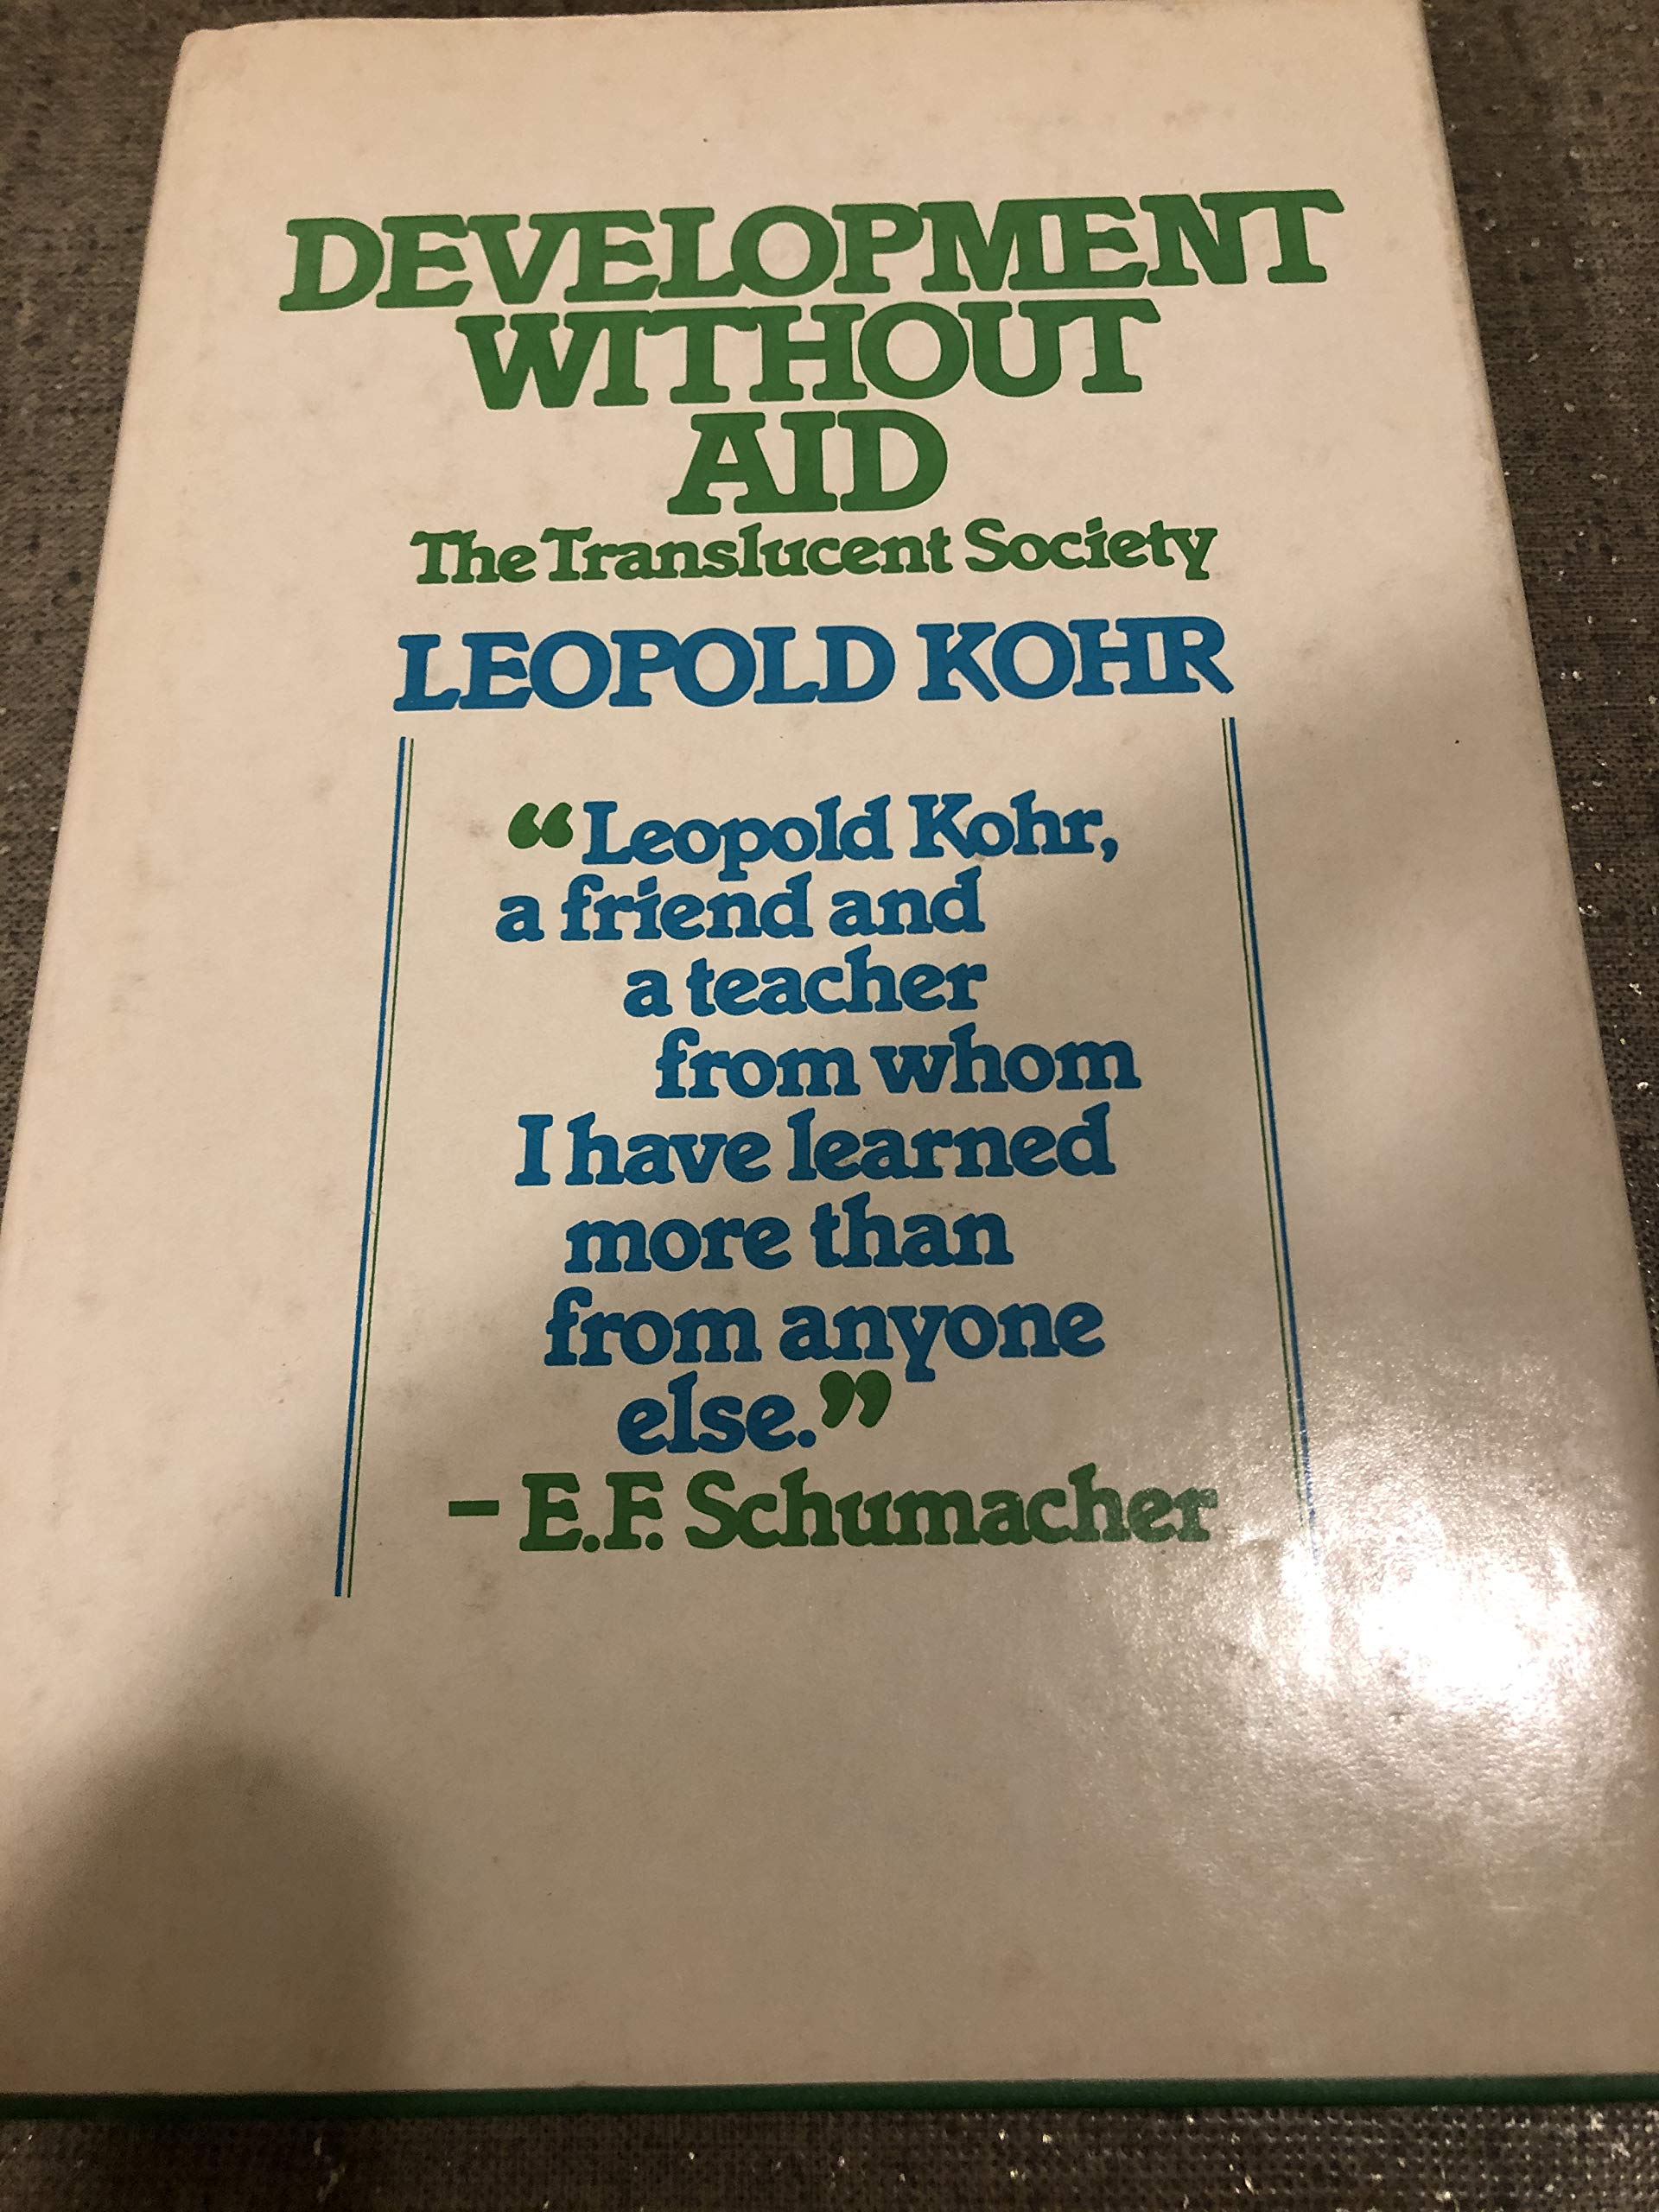 DEVELOPMENT
WITHOUT
AID
The Translucent Society
LEOPOLD KOHR
“Leopold Kohr,
a friend and
a teacher
from whom
I have learned
more than
from anyone
else.”
– E.F. Schumacher